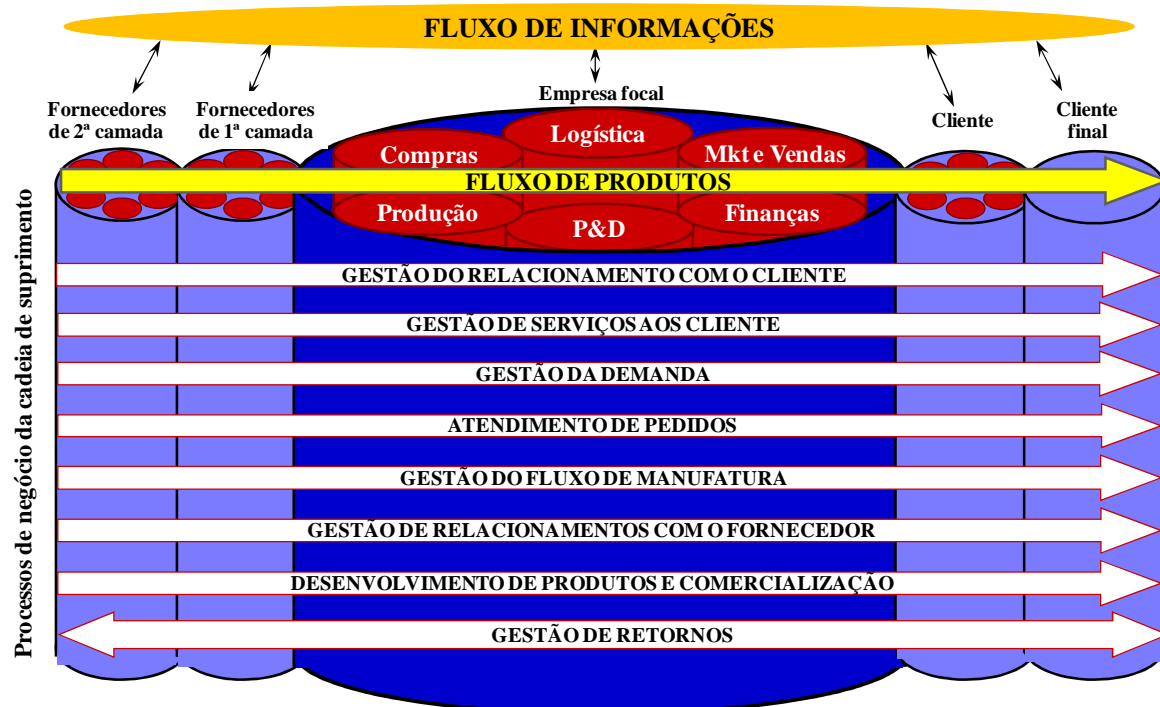 FLUXO DE INFORMAÇÕES
Empresa focal
Fornecedores
de 2ª camada
Fornecedores
de 1ª camada
Cliente
Cliente
final
Logística
Compras
Mkt e Vendas
FLUXO DE PRODUTOS
Produção
P&D
Finanças
Processos de negócio da cadeia de suprimento
GESTÃO DO RELACIONAMENTO COM O CLIENTE
GESTÃO DE SERVIÇOS AOS CLIENTE
GESTÃO DA DEMANDA
ATENDIMENTO DE PEDIDOS
GESTÃO DO FLUXO DE MANUFATURA
GESTÃO DE RELACIONAMENTOS COM O FORNECEDOR
DESENVOLVIMENTO DE PRODUTOS E COMERCIALIZAÇÃO
GESTÃO DE RETORNOS